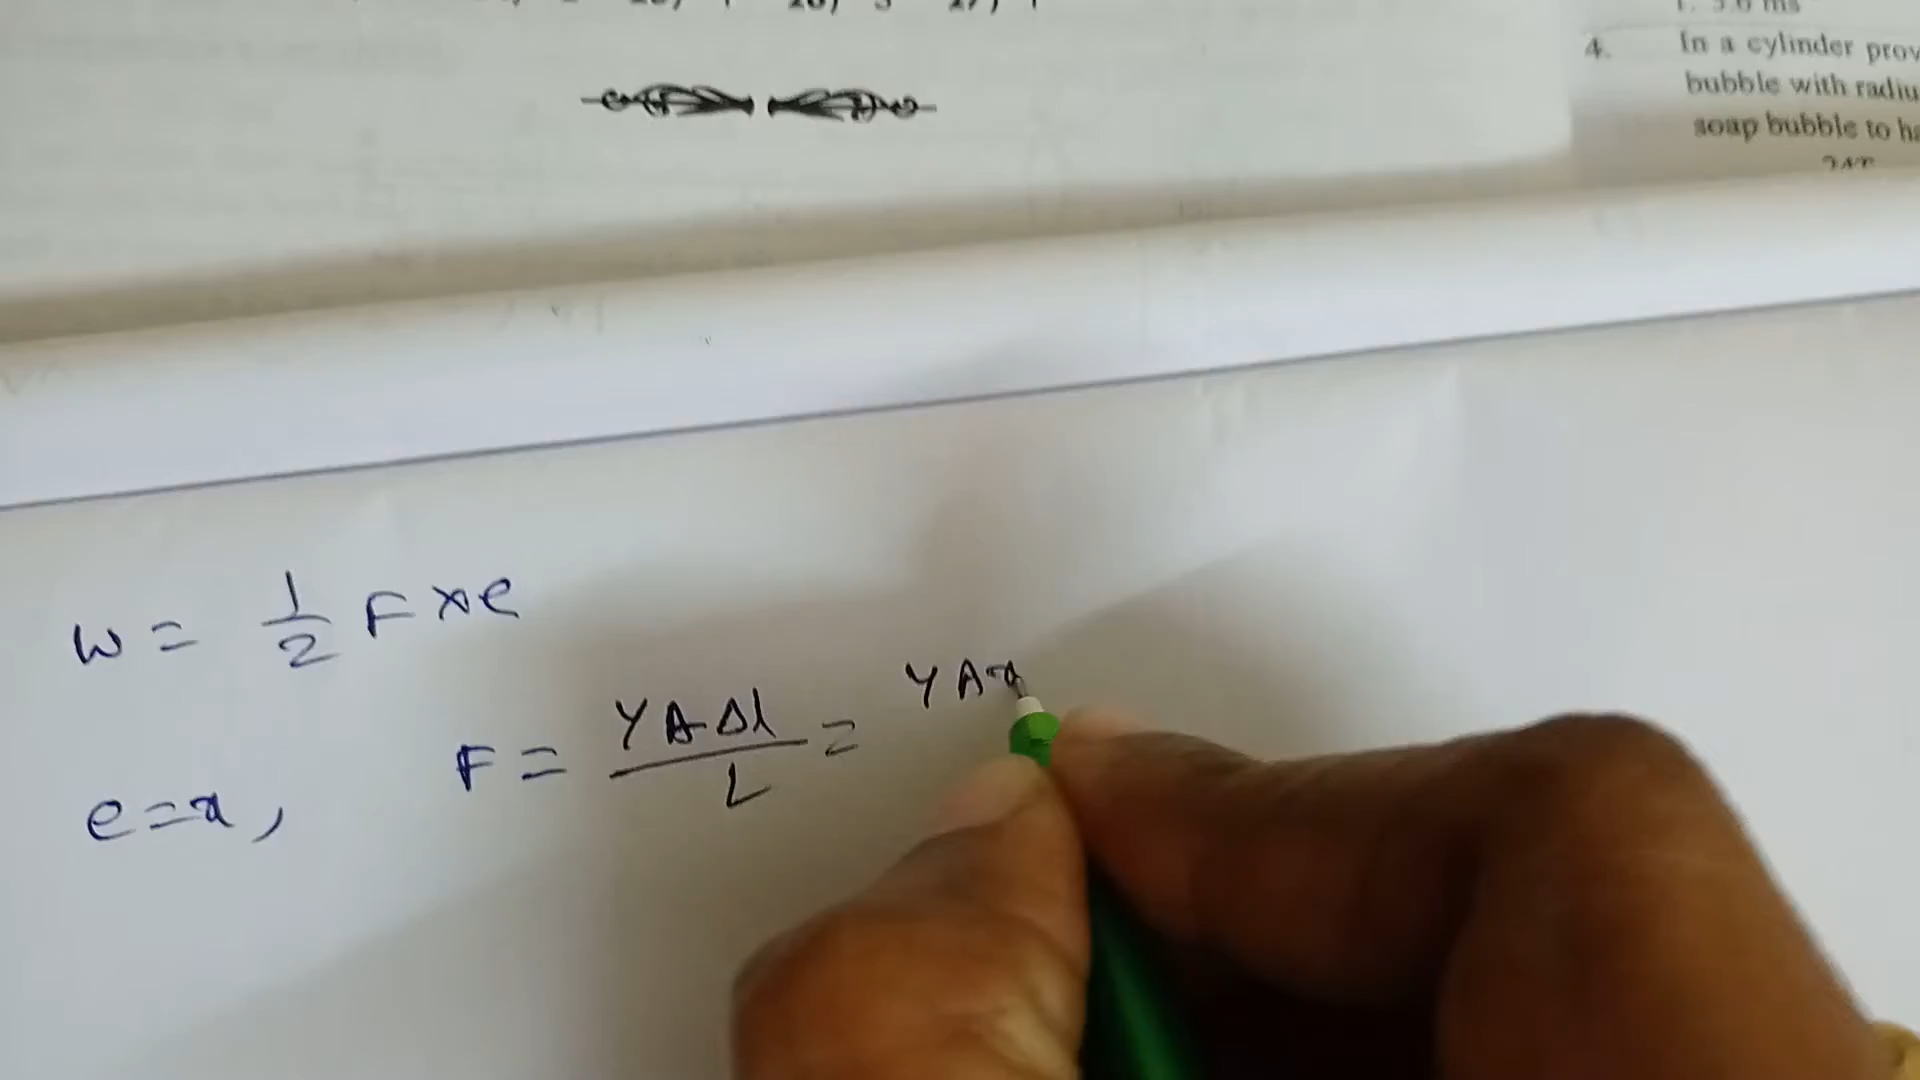 4. In a cylinder prov
bubble with radiu
soap bubble to ha
W = 1/2 F × e
F = YAΔl/L = YAx
e = x,